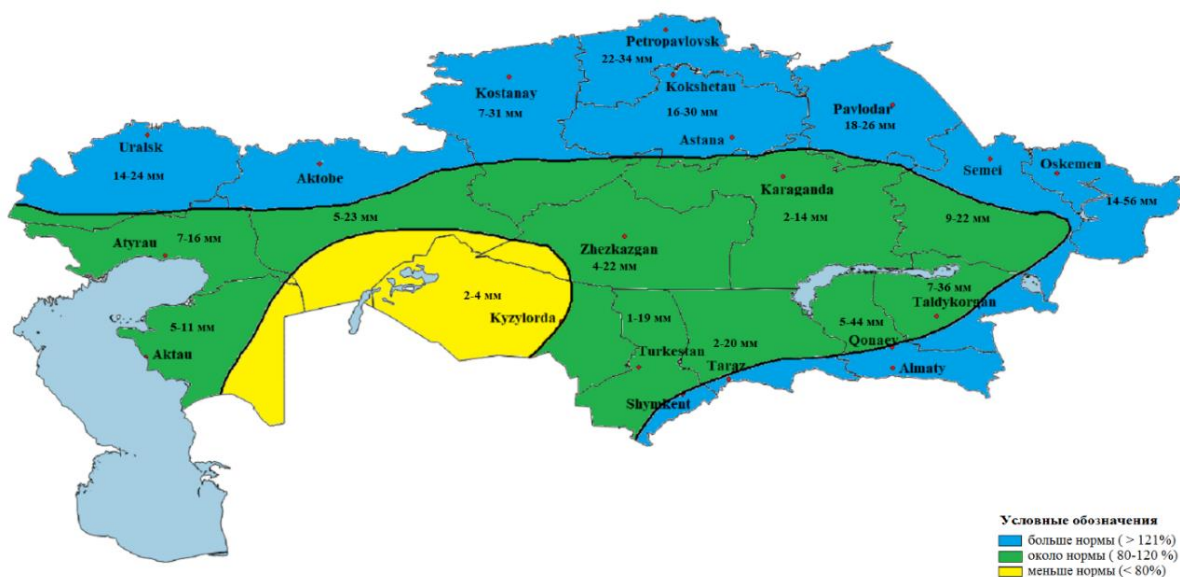 Petropavlovsk
22-34 мм
Kokshetau
Kostanay
7-31 мм
16-30 мм
Pavlodar
18-26 мм
Astana
Uralsk
14-24 мм
Aktobe
Semei
Oskemen
14-56 мм
Karaganda
2-14 мм
9-22 мм
5-23 мм
7-16 мм
Atyrau
Zhezkazgan
4-22 мм
7-36 мм
Taldykorgan
2-4 мм
Kyzylorda
5-11 мм
Aktau
1-19 мм
5-44 мм
Qonaev
2-20 мм
Turkestan
Taraz
Almaty
Shymkent
Условные обозначения
больше нормы ( > 121%)
около нормы ( 80-120 %)
меньше нормы (< 80%)